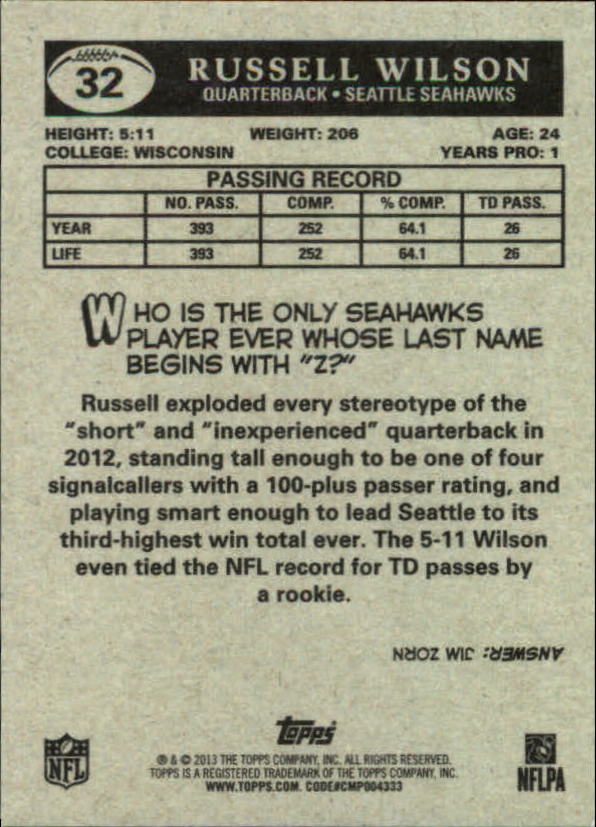 32
RUSSELL WILSON
QUARTERBACK • SEATTLE SEAHAWKS
HEIGHT: 5:11 WEIGHT: 206 AGE: 24
COLLEGE: WISCONSIN YEARS PRO: 1
PASSING RECORD
NO. PASS. COMP. % COMP. TD PASS.
YEAR 393 252 64.1 26
LIFE 393 252 64.1 26
WHO IS THE ONLY SEAHAWKS
PLAYER EVER WHOSE LAST NAME
BEGINS WITH "Z?"
Russell exploded every stereotype of the
"short" and "inexperienced" quarterback in
2012, standing tall enough to be one of four
signalcallers with a 100-plus passer rating, and
playing smart enough to lead Seattle to its
third-highest win total ever. The 5-11 Wilson
even tied the NFL record for TD passes by
a rookie.
ANSWER: JIM ZORN
Topps
® & © 2013 THE TOPPS COMPANY, INC. ALL RIGHTS RESERVED.
TOPPS IS A REGISTERED TRADEMARK OF THE TOPPS COMPANY, INC.
WWW.TOPPS.COM. CODE#CMP004333
NFL
NFLPA